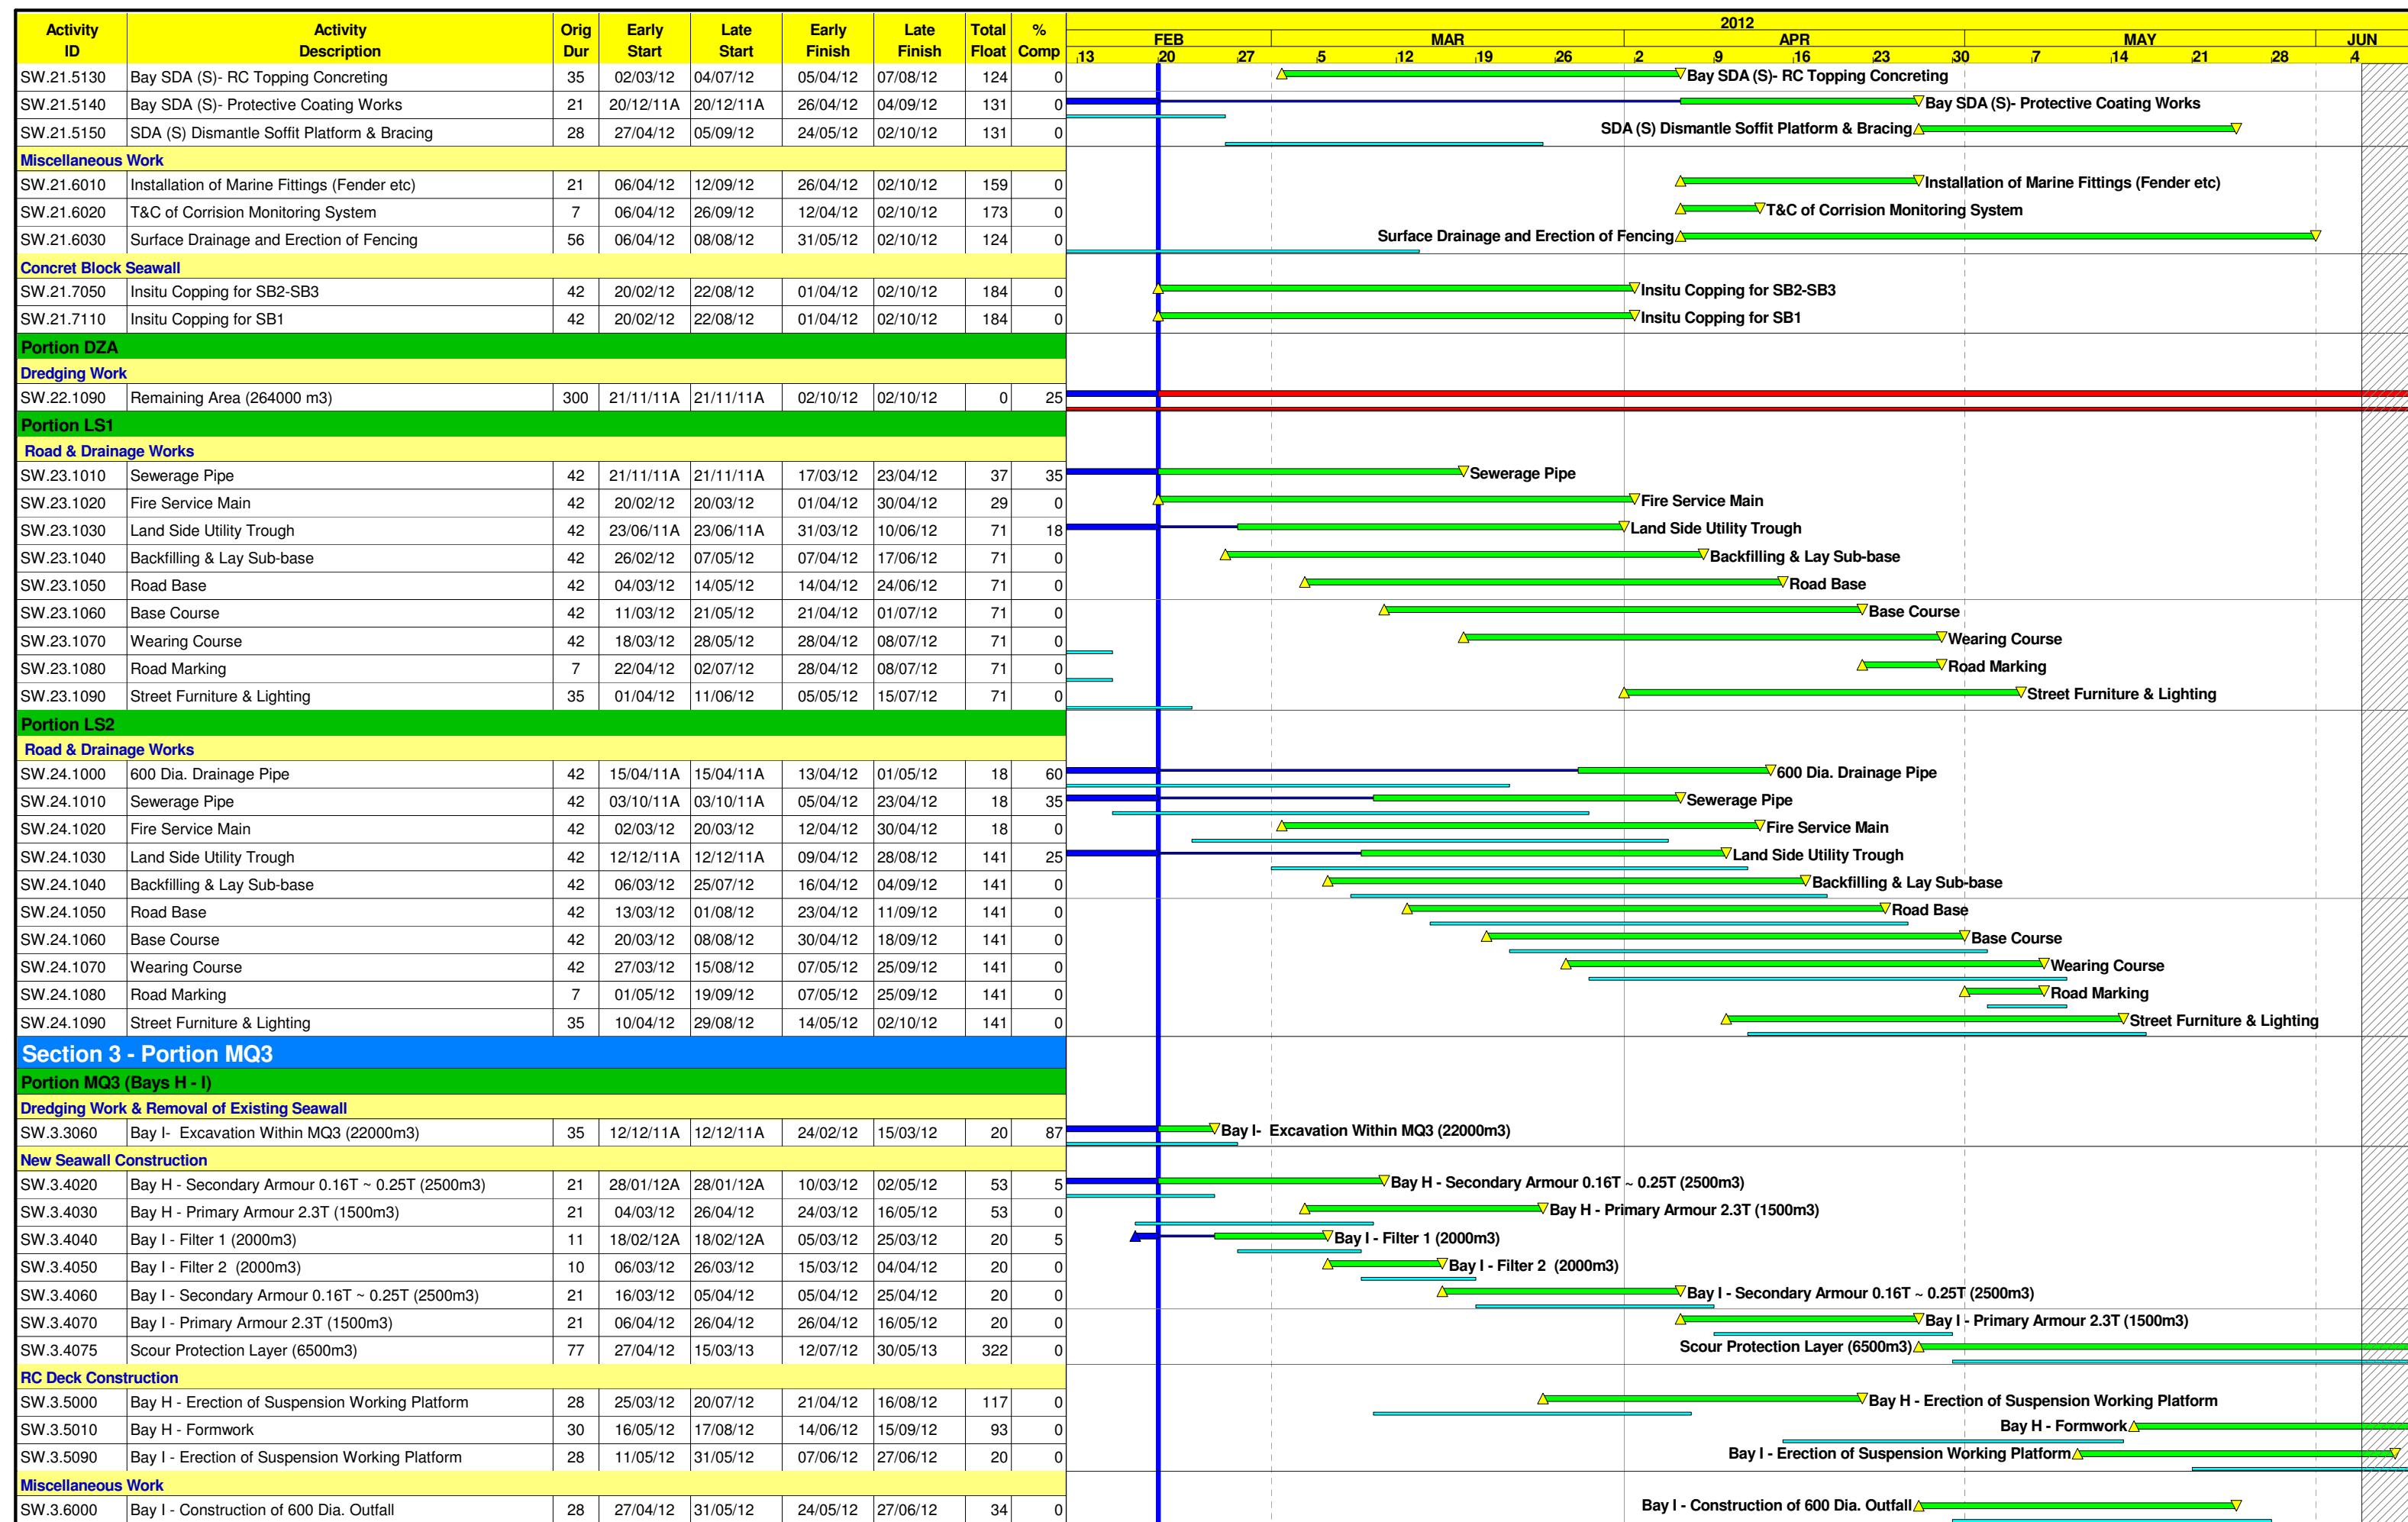 Activity ID Activity Description Orig Dur Early Start Late Start Early Finish Late Finish Total Float % Comp
2012
FEB MAR APR MAY JUN
13 20 27 5 12 19 26 2 9 16 23 30 7 14 21 28 4
SW.21.5130 Bay SDA (S)- RC Topping Concreting 35 02/03/12 04/07/12 05/04/12 07/08/12 124 0 Bay SDA (S)- RC Topping Concreting
SW.21.5140 Bay SDA (S)- Protective Coating Works 21 20/12/11A 20/12/11A 26/04/12 04/09/12 131 0 Bay SDA (S)- Protective Coating Works
SW.21.5150 SDA (S) Dismantle Soffit Platform & Bracing 28 27/04/12 05/09/12 24/05/12 02/10/12 131 0 SDA (S) Dismantle Soffit Platform & Bracing
Miscellaneous Work
SW.21.6010 Installation of Marine Fittings (Fender etc) 21 06/04/12 12/09/12 26/04/12 02/10/12 159 0 Installation of Marine Fittings (Fender etc)
SW.21.6020 T&C of Corrision Monitoring System 7 06/04/12 26/09/12 12/04/12 02/10/12 173 0 T&C of Corrision Monitoring System
SW.21.6030 Surface Drainage and Erection of Fencing 56 06/04/12 08/08/12 31/05/12 02/10/12 124 0 Surface Drainage and Erection of Fencing
Concret Block Seawall
SW.21.7050 Insitu Copping for SB2-SB3 42 20/02/12 22/08/12 01/04/12 02/10/12 184 0 Insitu Copping for SB2-SB3
SW.21.7110 Insitu Copping for SB1 42 20/02/12 22/08/12 01/04/12 02/10/12 184 0 Insitu Copping for SB1
Portion DZA
Dredging Work
SW.22.1090 Remaining Area (264000 m3) 300 21/11/11A 21/11/11A 02/10/12 02/10/12 0 25
Portion LS1
Road & Drainage Works
SW.23.1010 Sewerage Pipe 42 21/11/11A 21/11/11A 17/03/12 23/04/12 37 35 Sewerage Pipe
SW.23.1020 Fire Service Main 42 20/02/12 20/03/12 01/04/12 30/04/12 29 0 Fire Service Main
SW.23.1030 Land Side Utility Trough 42 23/06/11A 23/06/11A 31/03/12 10/06/12 71 18 Land Side Utility Trough
SW.23.1040 Backfilling & Lay Sub-base 42 26/02/12 07/05/12 07/04/12 17/06/12 71 0 Backfilling & Lay Sub-base
SW.23.1050 Road Base 42 04/03/12 14/05/12 14/04/12 24/06/12 71 0 Road Base
SW.23.1060 Base Course 42 11/03/12 21/05/12 21/04/12 01/07/12 71 0 Base Course
SW.23.1070 Wearing Course 42 18/03/12 28/05/12 28/04/12 08/07/12 71 0 Wearing Course
SW.23.1080 Road Marking 7 22/04/12 02/07/12 28/04/12 08/07/12 71 0 Road Marking
SW.23.1090 Street Furniture & Lighting 35 01/04/12 11/06/12 05/05/12 15/07/12 71 0 Street Furniture & Lighting
Portion LS2
Road & Drainage Works
SW.24.1000 600 Dia. Drainage Pipe 42 15/04/11A 15/04/11A 13/04/12 01/05/12 18 60 600 Dia. Drainage Pipe
SW.24.1010 Sewerage Pipe 42 03/10/11A 03/10/11A 05/04/12 23/04/12 18 35 Sewerage Pipe
SW.24.1020 Fire Service Main 42 02/03/12 20/03/12 12/04/12 30/04/12 18 0 Fire Service Main
SW.24.1030 Land Side Utility Trough 42 12/12/11A 12/12/11A 09/04/12 28/08/12 141 25 Land Side Utility Trough
SW.24.1040 Backfilling & Lay Sub-base 42 06/03/12 25/07/12 16/04/12 04/09/12 141 0 Backfilling & Lay Sub-base
SW.24.1050 Road Base 42 13/03/12 01/08/12 23/04/12 11/09/12 141 0 Road Base
SW.24.1060 Base Course 42 20/03/12 08/08/12 30/04/12 18/09/12 141 0 Base Course
SW.24.1070 Wearing Course 42 27/03/12 15/08/12 07/05/12 25/09/12 141 0 Wearing Course
SW.24.1080 Road Marking 7 01/05/12 19/09/12 07/05/12 25/09/12 141 0 Road Marking
SW.24.1090 Street Furniture & Lighting 35 10/04/12 29/08/12 14/05/12 02/10/12 141 0 Street Furniture & Lighting
Section 3 - Portion MQ3
Portion MQ3 (Bays H - I)
Dredging Work & Removal of Existing Seawall
SW.3.3060 Bay I- Excavation Within MQ3 (22000m3) 35 12/12/11A 12/12/11A 24/02/12 15/03/12 20 87 Bay I- Excavation Within MQ3 (22000m3)
New Seawall Construction
SW.3.4020 Bay H - Secondary Armour 0.16T ~ 0.25T (2500m3) 21 28/01/12A 28/01/12A 10/03/12 02/05/12 53 5 Bay H - Secondary Armour 0.16T ~ 0.25T (2500m3)
SW.3.4030 Bay H - Primary Armour 2.3T (1500m3) 21 04/03/12 26/04/12 24/03/12 16/05/12 53 0 Bay H - Primary Armour 2.3T (1500m3)
SW.3.4040 Bay I - Filter 1 (2000m3) 11 18/02/12A 18/02/12A 05/03/12 25/03/12 20 5 Bay I - Filter 1 (2000m3)
SW.3.4050 Bay I - Filter 2 (2000m3) 10 06/03/12 26/03/12 15/03/12 04/04/12 20 0 Bay I - Filter 2 (2000m3)
SW.3.4060 Bay I - Secondary Armour 0.16T ~ 0.25T (2500m3) 21 16/03/12 05/04/12 05/04/12 25/04/12 20 0 Bay I - Secondary Armour 0.16T ~ 0.25T (2500m3)
SW.3.4070 Bay I - Primary Armour 2.3T (1500m3) 21 06/04/12 26/04/12 26/04/12 16/05/12 20 0 Bay I - Primary Armour 2.3T (1500m3)
SW.3.4075 Scour Protection Layer (6500m3) 77 27/04/12 15/03/13 12/07/12 30/05/13 322 0 Scour Protection Layer (6500m3)
RC Deck Construction
SW.3.5000 Bay H - Erection of Suspension Working Platform 28 25/03/12 20/07/12 21/04/12 16/08/12 117 0 Bay H - Erection of Suspension Working Platform
SW.3.5010 Bay H - Formwork 30 16/05/12 17/08/12 14/06/12 15/09/12 93 0 Bay H - Formwork
SW.3.5090 Bay I - Erection of Suspension Working Platform 28 11/05/12 31/05/12 07/06/12 27/06/12 20 0 Bay I - Erection of Suspension Working Platform
Miscellaneous Work
SW.3.6000 Bay I - Construction of 600 Dia. Outfall 28 27/04/12 31/05/12 24/05/12 27/06/12 34 0 Bay I - Construction of 600 Dia. Outfall